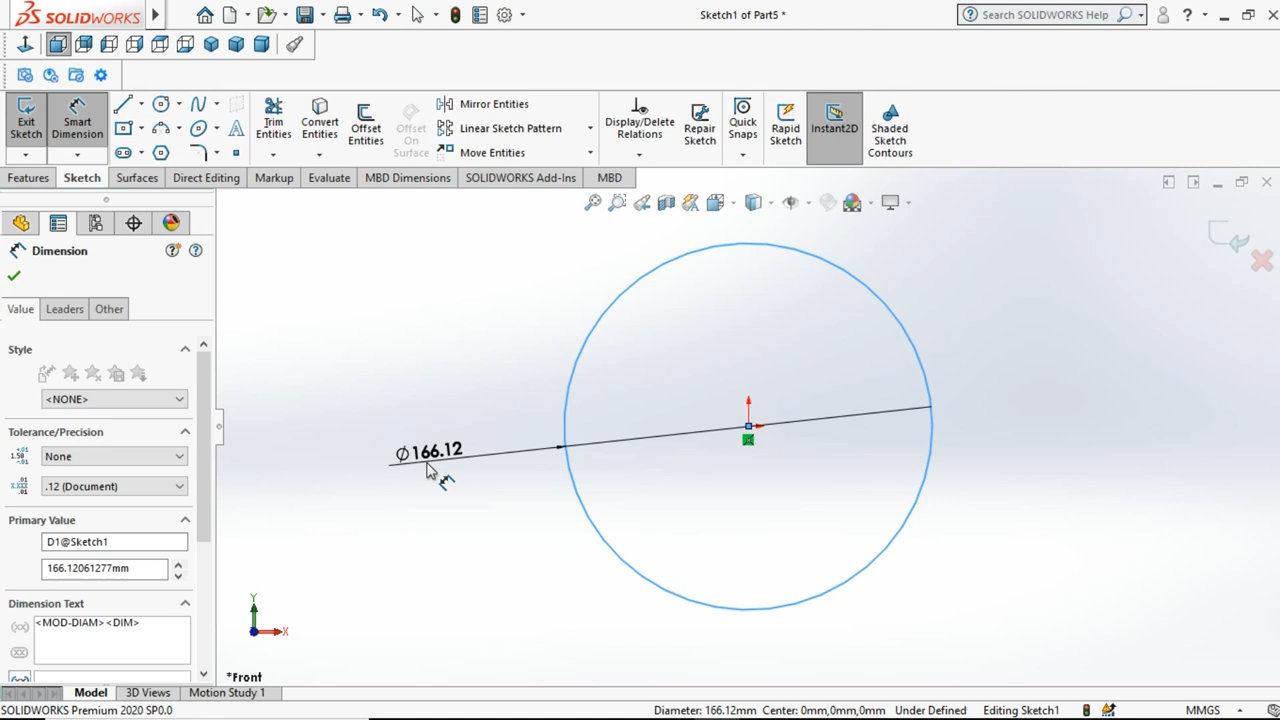 SOLIDWORKS
Sketch1 of Part5 *
Search SOLIDWORKS Help
Exit Sketch
Smart Dimension
Trim Entities
Convert Entities
Offset Entities
Offset On Surface
Mirror Entities
Linear Sketch Pattern
Move Entities
Display/Delete Relations
Repair Sketch
Quick Snaps
Rapid Sketch
Instant2D
Shaded Sketch Contours
Features
Sketch
Surfaces
Direct Editing
Markup
Evaluate
MBD Dimensions
SOLIDWORKS Add-Ins
MBD
Dimension
Value
Leaders
Other
Style
<NONE>
Tolerance/Precision
None
.12 (Document)
Primary Value
D1@Sketch1
166.12061277mm
Dimension Text
<MOD-DIAM><DIM>
∅166.12
Y
X
*Front
Model
3D Views
Motion Study 1
SOLIDWORKS Premium 2020 SP0.0
Diameter: 166.12mm Center: 0mm,0mm,0mm
Under Defined
Editing Sketch1
MMGS